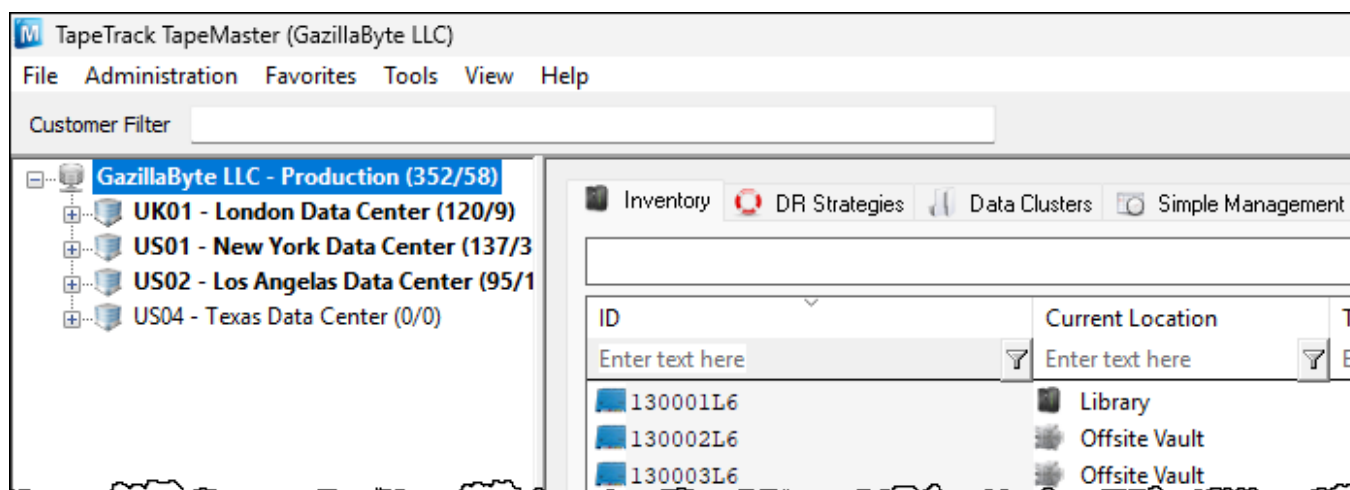 TapeTrack TapeMaster (GazillaByte LLC)
File Administration Favorites Tools View Help
Customer Filter
GazillaByte LLC - Production (352/58)
UK01 - London Data Center (120/9)
US01 - New York Data Center (137/3
US02 - Los Angelas Data Center (95/1
US04 - Texas Data Center (0/0)
Inventory DR Strategies Data Clusters Simple Management
ID Current Location
Enter text here Enter text here
130001L6 Library
130002L6 Offsite Vault
130003L6 Offsite Vault